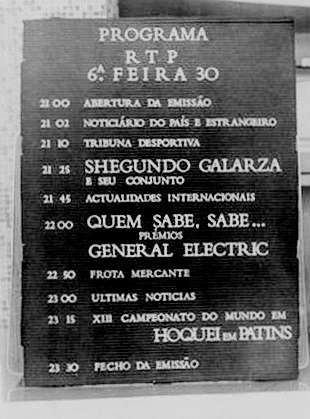 PROGRAMA
RTP
6ª FEIRA 30
21 00 ABERTURA DA EMISSÃO
21 02 NOTICIÁRIO DO PAÍS E ESTRANGEIRO
21 10 TRIBUNA DESPORTIVA
21 25 SHEGUNDO GALARZA
E SEU CONJUNTO
21 45 ACTUALIDADES INTERNACIONAIS
22 00 QUEM SABE, SABE...
PRÉMIOS
GENERAL ELECTRIC
22 50 FROTA MERCANTE
23 00 ULTIMAS NOTICIAS
23 15 XIII CAMPEONATO DO MUNDO EM
HOQUEI EM PATINS
23 30 FECHO DA EMISSÃO